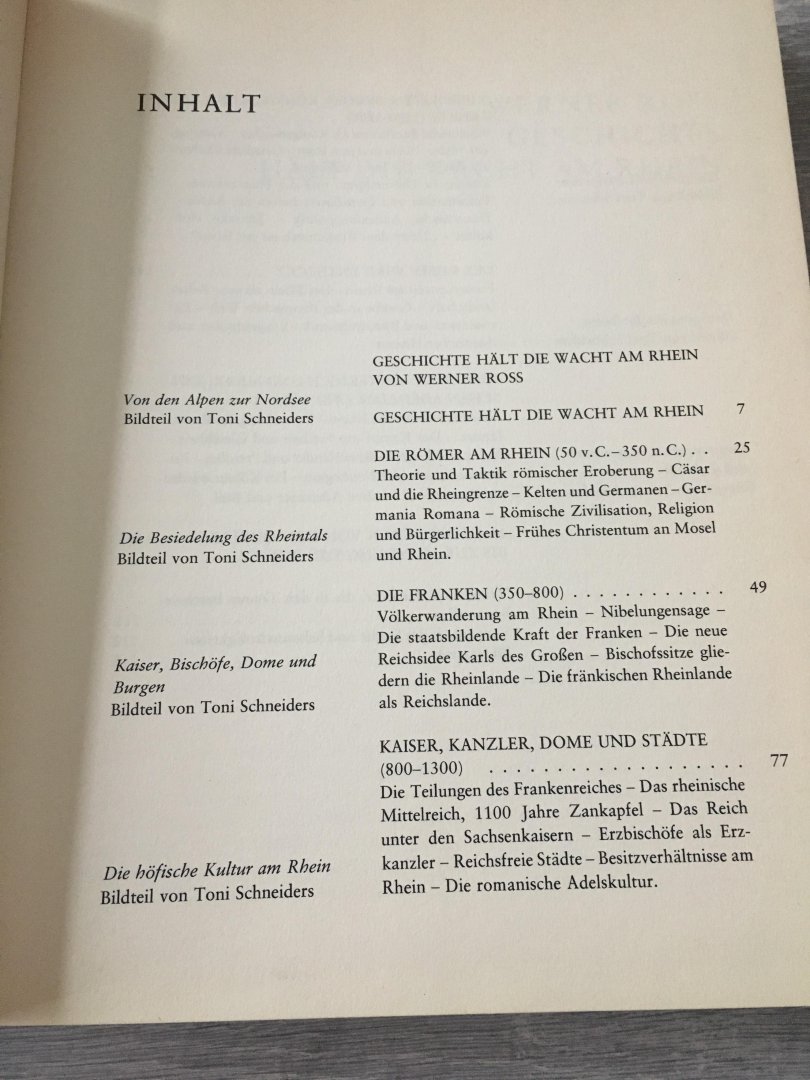 INHALT
GESCHICHTE HÄLT DIE WACHT AM RHEIN
VON WERNER ROSS
Von den Alpen zur Nordsee
Bildteil von Toni Schneiders
GESCHICHTE HÄLT DIE WACHT AM RHEIN 7
DIE RÖMER AM RHEIN (50 v. C. – 350 n. C.) . . 25
Theorie und Taktik römischer Eroberung – Cäsar
und die Rheingrenze – Kelten und Germanen – Ger-
mania Romana – Römische Zivilisation, Religion
und Bürgerlichkeit – Frühes Christentum an Mosel
und Rhein.
Die Besiedelung des Rheintals
Bildteil von Toni Schneiders
DIE FRANKEN (350–800) . . . . . . . . . . . . 49
Völkerwanderung am Rhein – Nibelungensage –
Die staatsbildende Kraft der Franken – Die neue
Reichsidee Karls des Großen – Bischofssitze glie-
dern die Rheinlande – Die fränkischen Rheinlande
als Reichslande.
Kaiser, Bischöfe, Dome und
Burgen
Bildteil von Toni Schneiders
KAISER, KANZLER, DOME UND STÄDTE
(800–1300) . . . . . . . . . . . . . . . 77
Die Teilungen des Frankenreiches – Das rheinische
Mittelreich, 1100 Jahre Zankapfel – Das Reich
unter den Sachsenkaisern – Erzbischöfe als Erz-
kanzler – Reichsfreie Städte – Besitzverhältnisse am
Rhein – Die romanische Adelskultur.
Die höfische Kultur am Rhein
Bildteil von Toni Schneiders